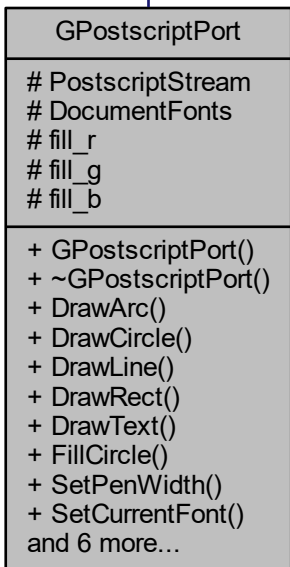 GPostscriptPort
# PostscriptStream
# DocumentFonts
# fill_r
# fill_g
# fill_b
+ GPostscriptPort()
+ ~GPostscriptPort()
+ DrawArc()
+ DrawCircle()
+ DrawLine()
+ DrawRect()
+ DrawText()
+ FillCircle()
+ SetPenWidth()
+ SetCurrentFont()
and 6 more...